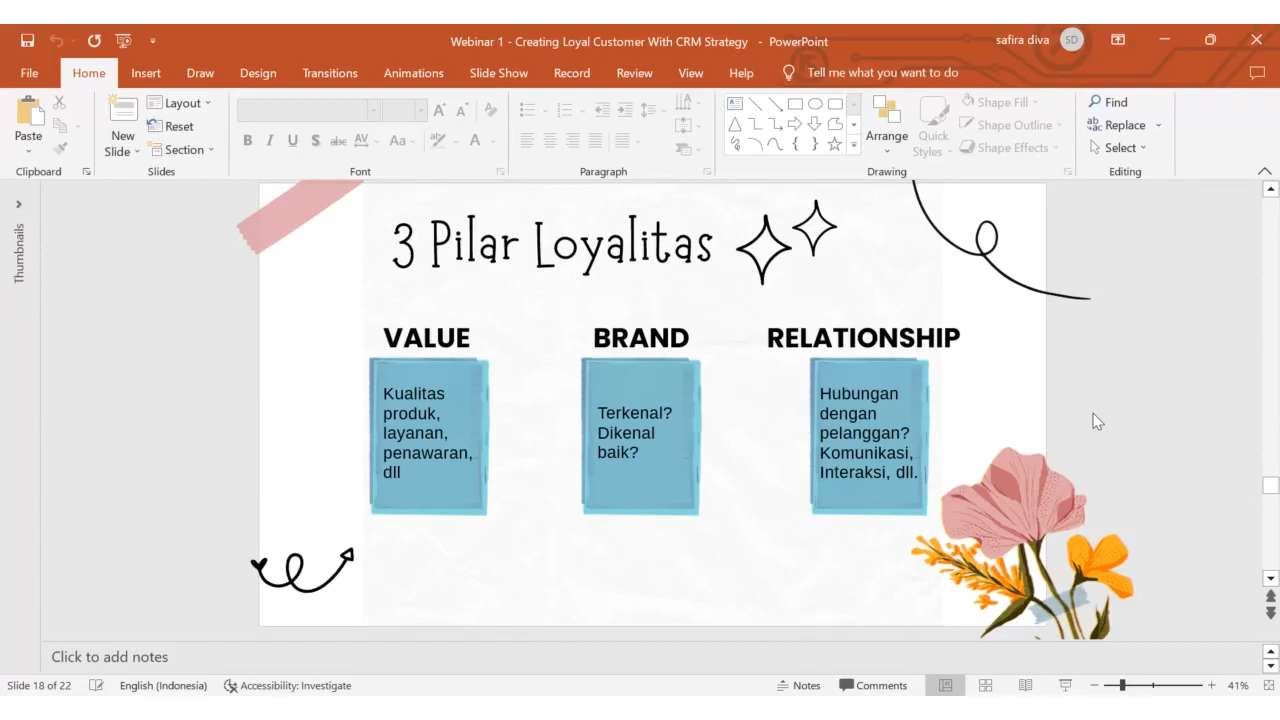 Webinar 1 - Creating Loyal Customer With CRM Strategy - PowerPoint
safira diva
SD
File Home Insert Draw Design Transitions Animations Slide Show Record Review View Help Tell me what you want to do
Paste
Clipboard
New
Slide
Layout
Reset
Section
Slides
B I U S abc AV Aa A
Font
Paragraph
Arrange
Quick
Styles
Shape Fill
Shape Outline
Shape Effects
Drawing
Find
Replace
Select
Editing
Thumbnails
3 Pilar Loyalitas
VALUE
Kualitas
produk,
layanan,
penawaran,
dll
BRAND
Terkenal?
Dikenal
baik?
RELATIONSHIP
Hubungan
dengan
pelanggan?
Komunikasi,
Interaksi, dll.
Click to add notes
Slide 18 of 22 English (Indonesia) Accessibility: Investigate Notes Comments 41%